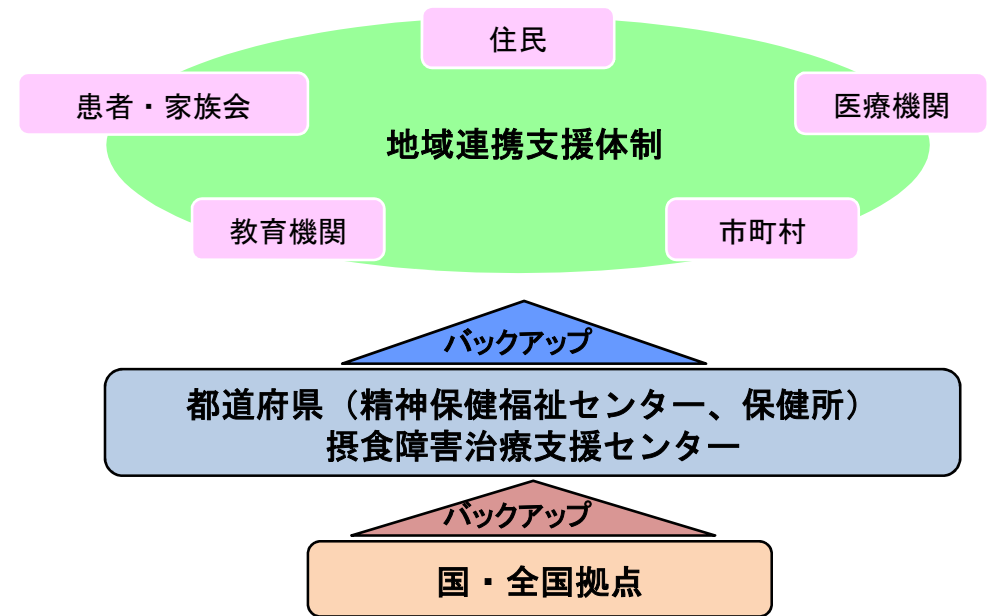 住民
患者・家族会
医療機関
地域連携支援体制
教育機関
市町村
バックアップ
都道府県（精神保健福祉センター、保健所）
摂食障害治療支援センター
バックアップ
国・全国拠点